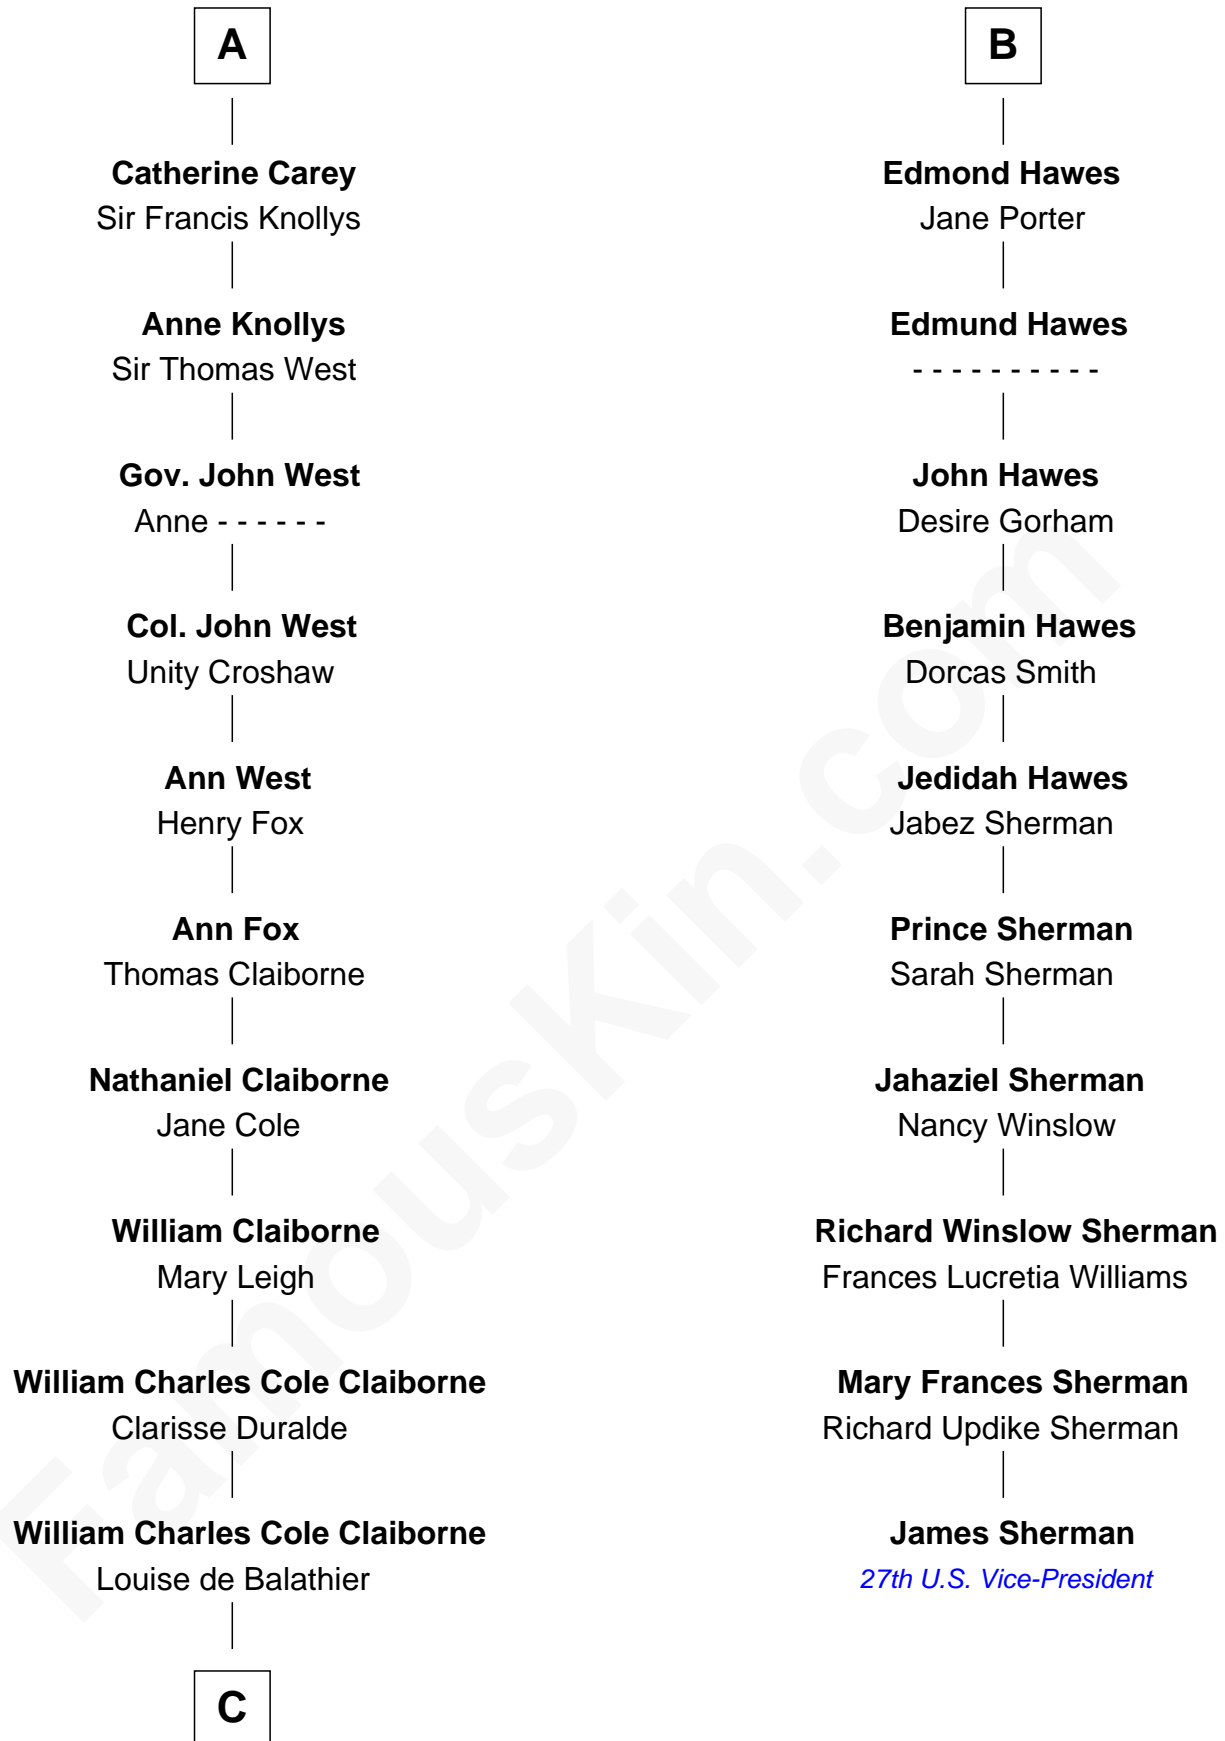 A
Catherine Carey
Sir Francis Knollys
Anne Knollys
Sir Thomas West
Gov. John West
Anne - - - - - -
Col. John West
Unity Croshaw
Ann West
Henry Fox
Ann Fox
Thomas Claiborne
Nathaniel Claiborne
Jane Cole
William Claiborne
Mary Leigh
William Charles Cole Claiborne
Clarisse Duralde
William Charles Cole Claiborne
Louise de Balathier
C
B
Edmond Hawes
Jane Porter
Edmund Hawes
- - - - - - - - - -
John Hawes
Desire Gorham
Benjamin Hawes
Dorcas Smith
Jedidah Hawes
Jabez Sherman
Prince Sherman
Sarah Sherman
Jahaziel Sherman
Nancy Winslow
Richard Winslow Sherman
Frances Lucretia Williams
Mary Frances Sherman
Richard Updike Sherman
James Sherman
27th U.S. Vice-President
FamousKin.com